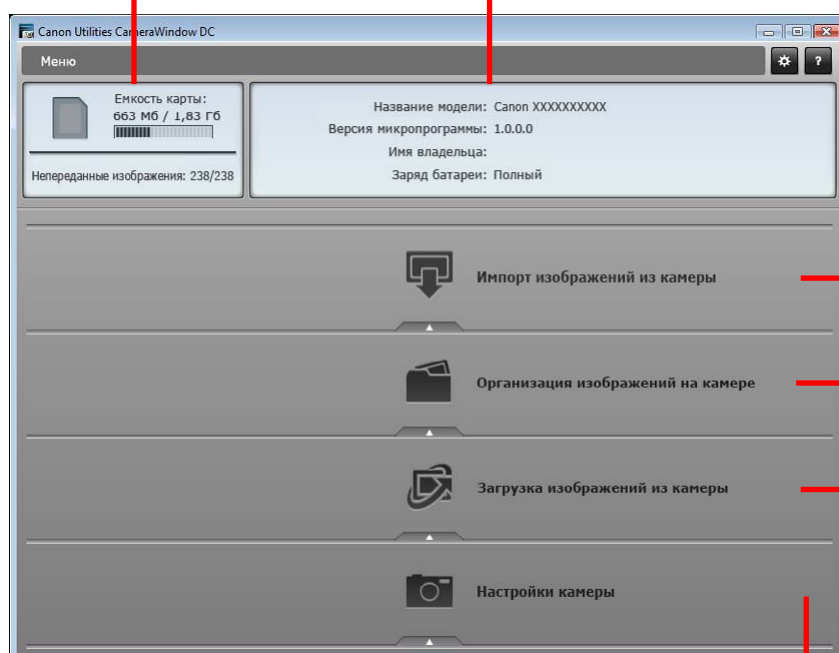 Canon Utilities CameraWindow DC
Меню
?
Емкость карты:
663 Мб / 1,83 Гб
Непереданные изображения: 238/238
Название модели: Canon XXXXXXXXXX
Версия микропрограммы: 1.0.0.0
Имя владельца:
Заряд батареи: Полный
Импорт изображений из камеры
Организация изображений на камере
Загрузка изображений из камеры
Настройки камеры